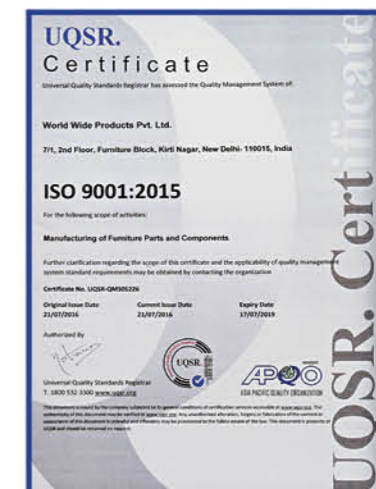 UQSR.
Certificate
Universal Quality Standards Registrar has assessed the Quality Management System of:
World Wide Products Pvt. Ltd.
7/1, 2nd Floor, Furniture Block, Kirti Nagar, New Delhi- 110015, India
ISO 9001:2015
For the following scope of activities:
Manufacturing of Furniture Parts and Components
Further clarification regarding the scope of this certificate and the applicability of quality management
system standard requirements may be obtained by contacting the organization
Certificate No. UQSR-QMS05226
Original Issue Date Current Issue Date Expiry Date
21/07/2016 21/07/2016 17/07/2019
Authorized By
UQSR
Universal Quality Standards Registrar
T. 1800 532 3300 www.uqsr.org
APQO
ASIA PACIFIC QUALITY ORGANIZATION
UQSR. Certificate